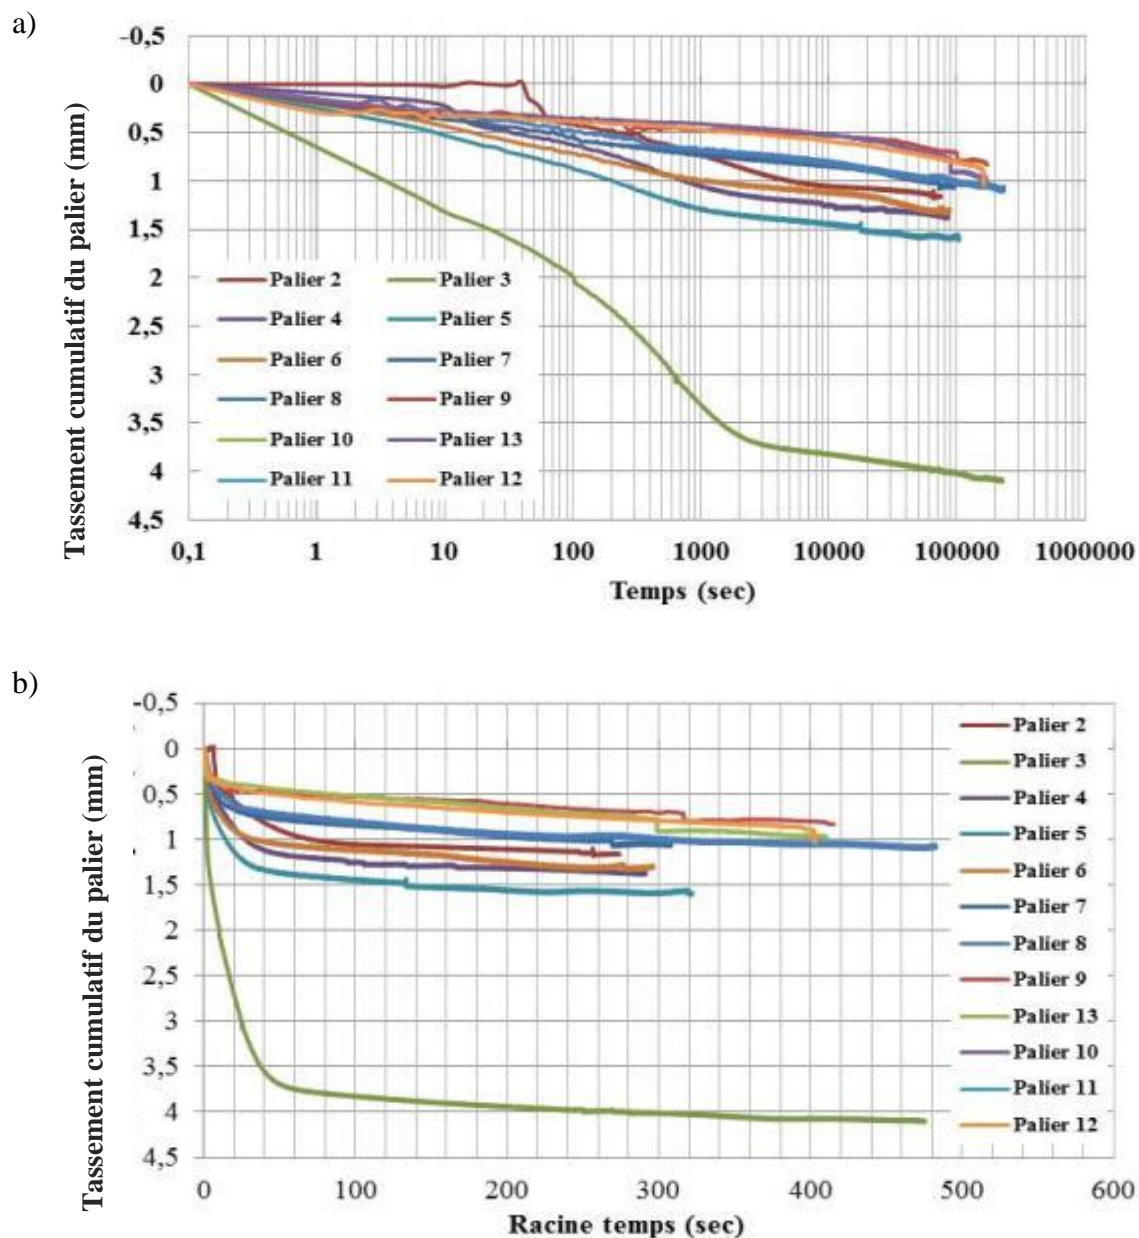 a)
Tassement cumulatif du palier (mm)
-0,5
0
0,5
1
1,5
2
2,5
3
3,5
4
4,5
Palier 2 Palier 3
Palier 4 Palier 5
Palier 6 Palier 7
Palier 8 Palier 9
Palier 10 Palier 13
Palier 11 Palier 12
0,1 1 10 100 1000 10000 100000 1000000
Temps (sec)
b)
Tassement cumulatif du palier (mm)
-0,5
0
0,5
1
1,5
2
2,5
3
3,5
4
4,5
Palier 2
Palier 3
Palier 4
Palier 5
Palier 6
Palier 7
Palier 8
Palier 9
Palier 13
Palier 10
Palier 11
Palier 12
0 100 200 300 400 500 600
Racine temps (sec)